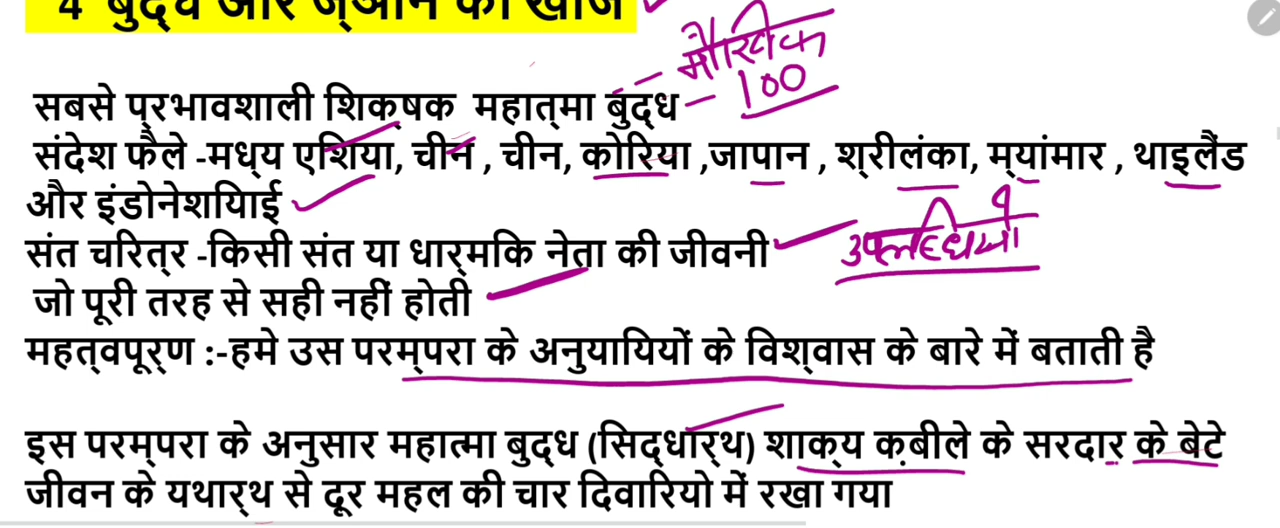 4 बुद्ध और ज्ञान की खोज
मौखिक
100
सबसे प्रभावशाली शिक्षक महात्मा बुद्ध
संदेश फैले -मध्य एशिया, चीन , चीन, कोरिया ,जापान , श्रीलंका, म्यांमार , थाइलैंड
और इंडोनेशियाई
संत चरित्र -किसी संत या धार्मकि नेता की जीवनी
जो पूरी तरह से सही नहीं होती
महत्वपूर्ण :-हमे उस परम्परा के अनुयायियों के विश्वास के बारे में बताती है
इस परम्परा के अनुसार महात्मा बुद्ध (सिद्धार्थ) शाक्य क़बीले के सरदार के बेटे
जीवन के यथार्थ से दूर महल की चार दिवारियो में रखा गया